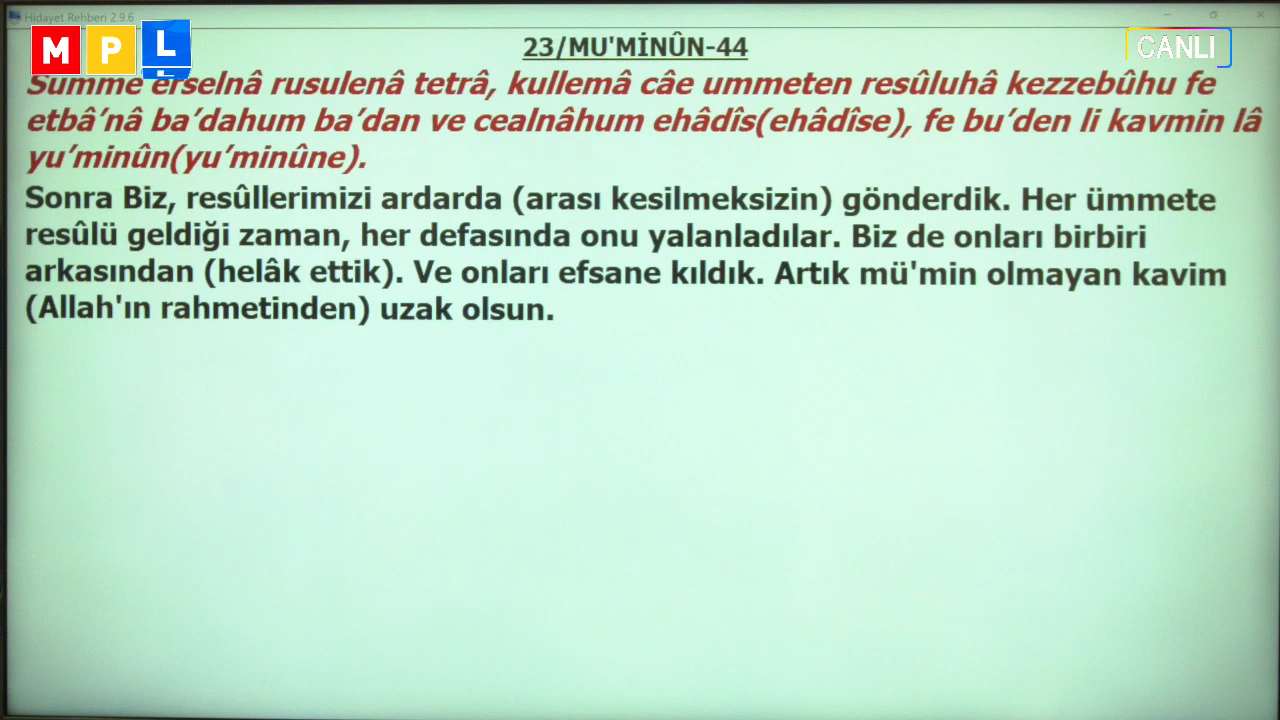 Hidayet Rehberi 2.9.6
M P L
CANLI
23/MU'MİNÛN-44
Summe erselnâ rusulenâ tetrâ, kullemâ câe ummeten resûluhâ kezzebûhu fe
etbâ’nâ ba’dahum ba’dan ve cealnâhum ehâdîs(ehâdîse), fe bu’den li kavmin lâ
yu’minûn(yu’minûne).
Sonra Biz, resûllerimizi ardarda (arası kesilmeksizin) gönderdik. Her ümmete
resûlü geldiği zaman, her defasında onu yalanladılar. Biz de onları birbiri
arkasından (helâk ettik). Ve onları efsane kıldık. Artık mü'min olmayan kavim
(Allah'ın rahmetinden) uzak olsun.